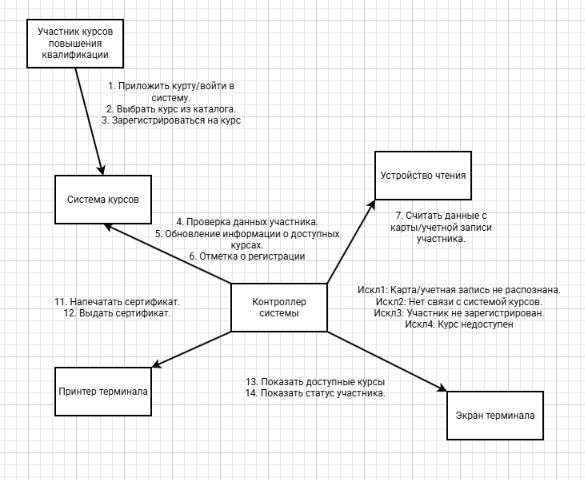 Участник курсов
повышения
квалификации
1. Приложить курту/войти в
систему.
2. Выбрать курс из каталога.
3. Зарегистрироваться на курс
Устройство чтения
Система курсов
4. Проверка данных участника.
5. Обновление информации о доступных
курсах.
6. Отметка о регистрации
7. Считать данные с
карты/учетной записи
участника.
Контроллер
системы
Искл1: Карта/учетная запись не распознана.
Искл2: Нет связи с системой курсов.
Искл3: Участник не зарегистрирован.
Искл4: Курс недоступен
11. Напечатать сертификат.
12. Выдать сертификат.
Принтер терминала
13. Показать доступные курсы
14. Показать статус участника.
Экран терминала